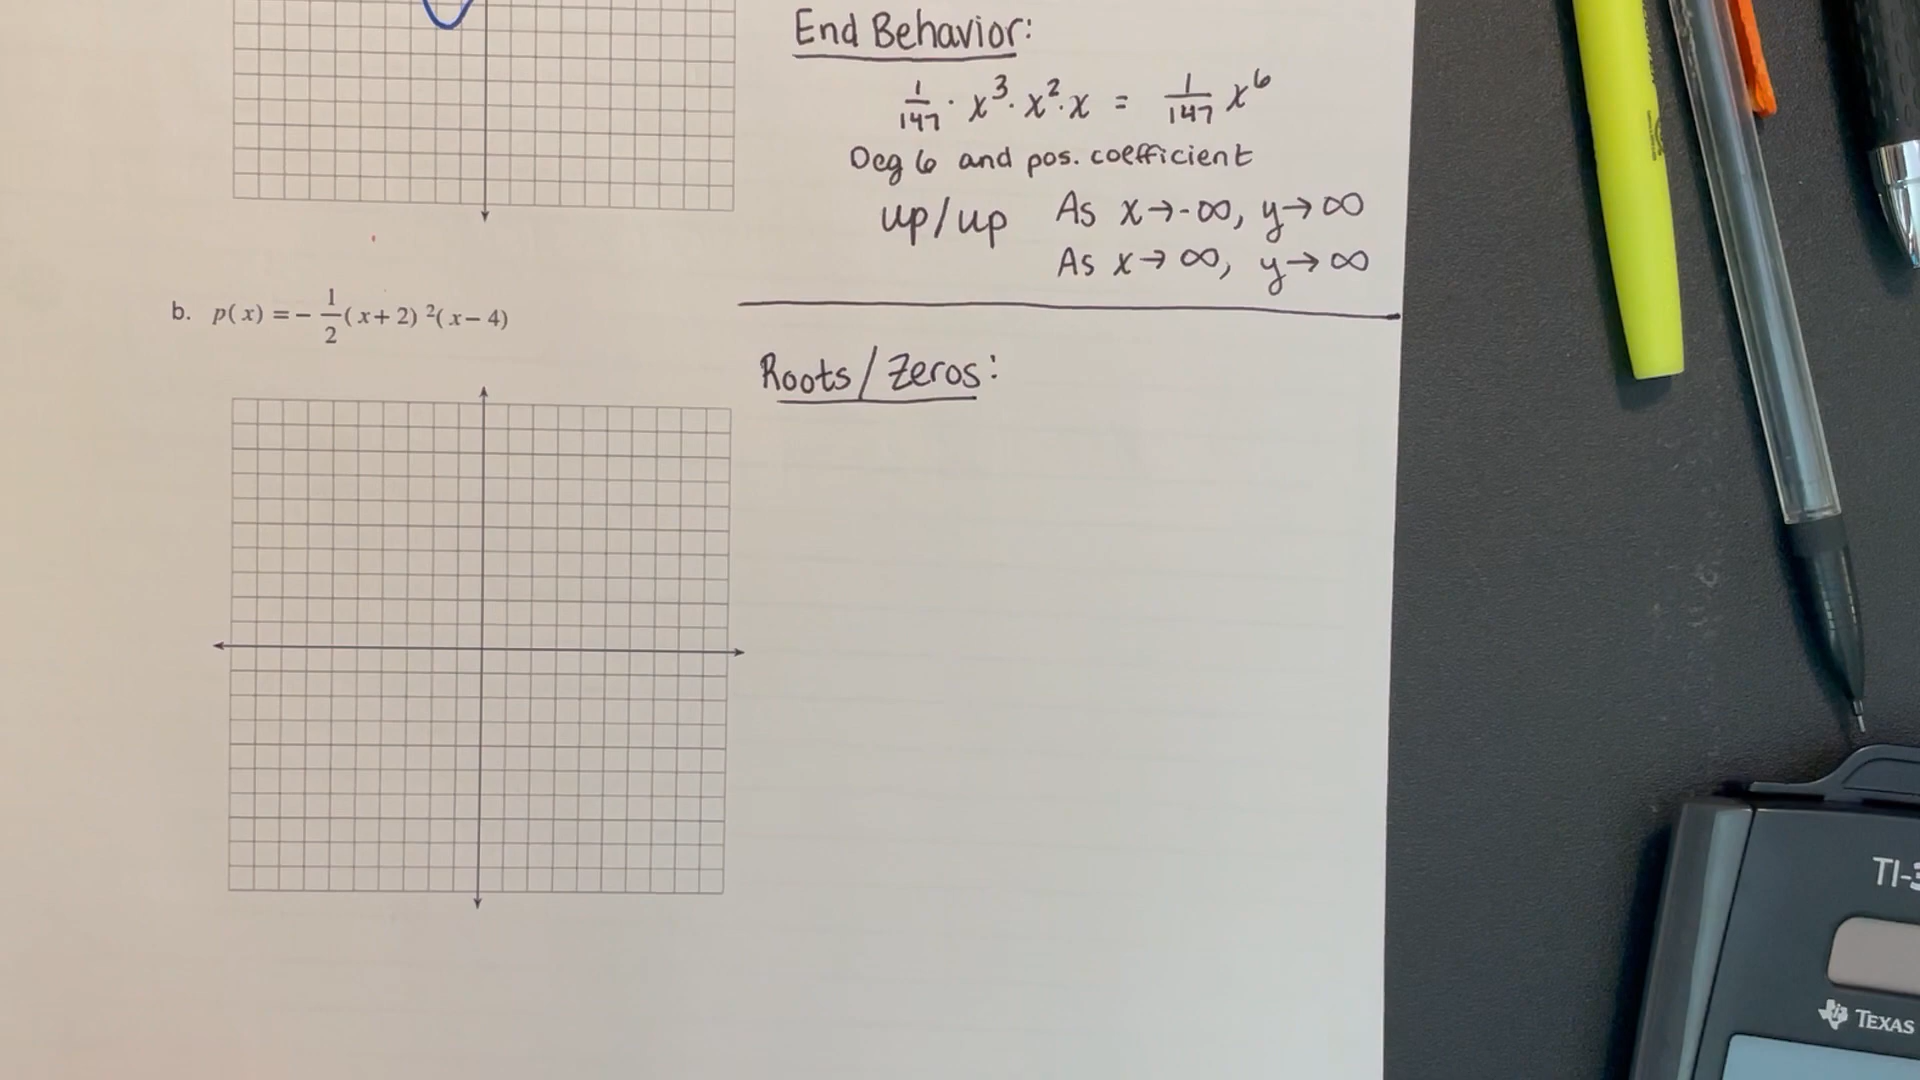 End Behavior:
1/147 · x³ · x² · x = 1/147 x⁶
Deg 6 and pos. coefficient
up/up As x→-∞, y→∞
As x→∞, y→∞
b. p(x) = - 1/2 (x+2)²(x-4)
Roots/Zeros:
TI-3
TEXAS